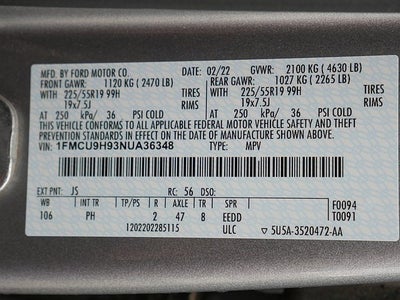 MFD. BY FORD MOTOR CO. 02/22 GVWR: 2100 KG ( 4630 LB)
FRONT GAWR: 1120 KG ( 2470 LB) REAR GAWR: 1027 KG ( 2265 LB)
WITH 225/55R19 99H TIRES WITH 225/55R19 99H TIRES
19x7.5J RIMS 19x7.5J RIMS
AT 250 kPa/ 36 PSI COLD AT 250 kPa/ 36 PSI COLD
THIS VEHICLE CONFORMS TO ALL APPLICABLE FEDERAL MOTOR VEHICLE SAFETY, BUMPER, AND THEFT
PREVENTION STANDARDS IN EFFECT ON THE DATE OF MANUFACTURE SHOWN ABOVE.
VIN: 1FMCU9H93NUA36348 TYPE: MPV
EXT PNT: JS RC: 56 DSO: F0094
WB INT TR TP/PS R AXLE TR SPR T0091
106 PH 2 47 8 EEDD
1202202285115 ULC ▽ 5U5A-3520472-AA